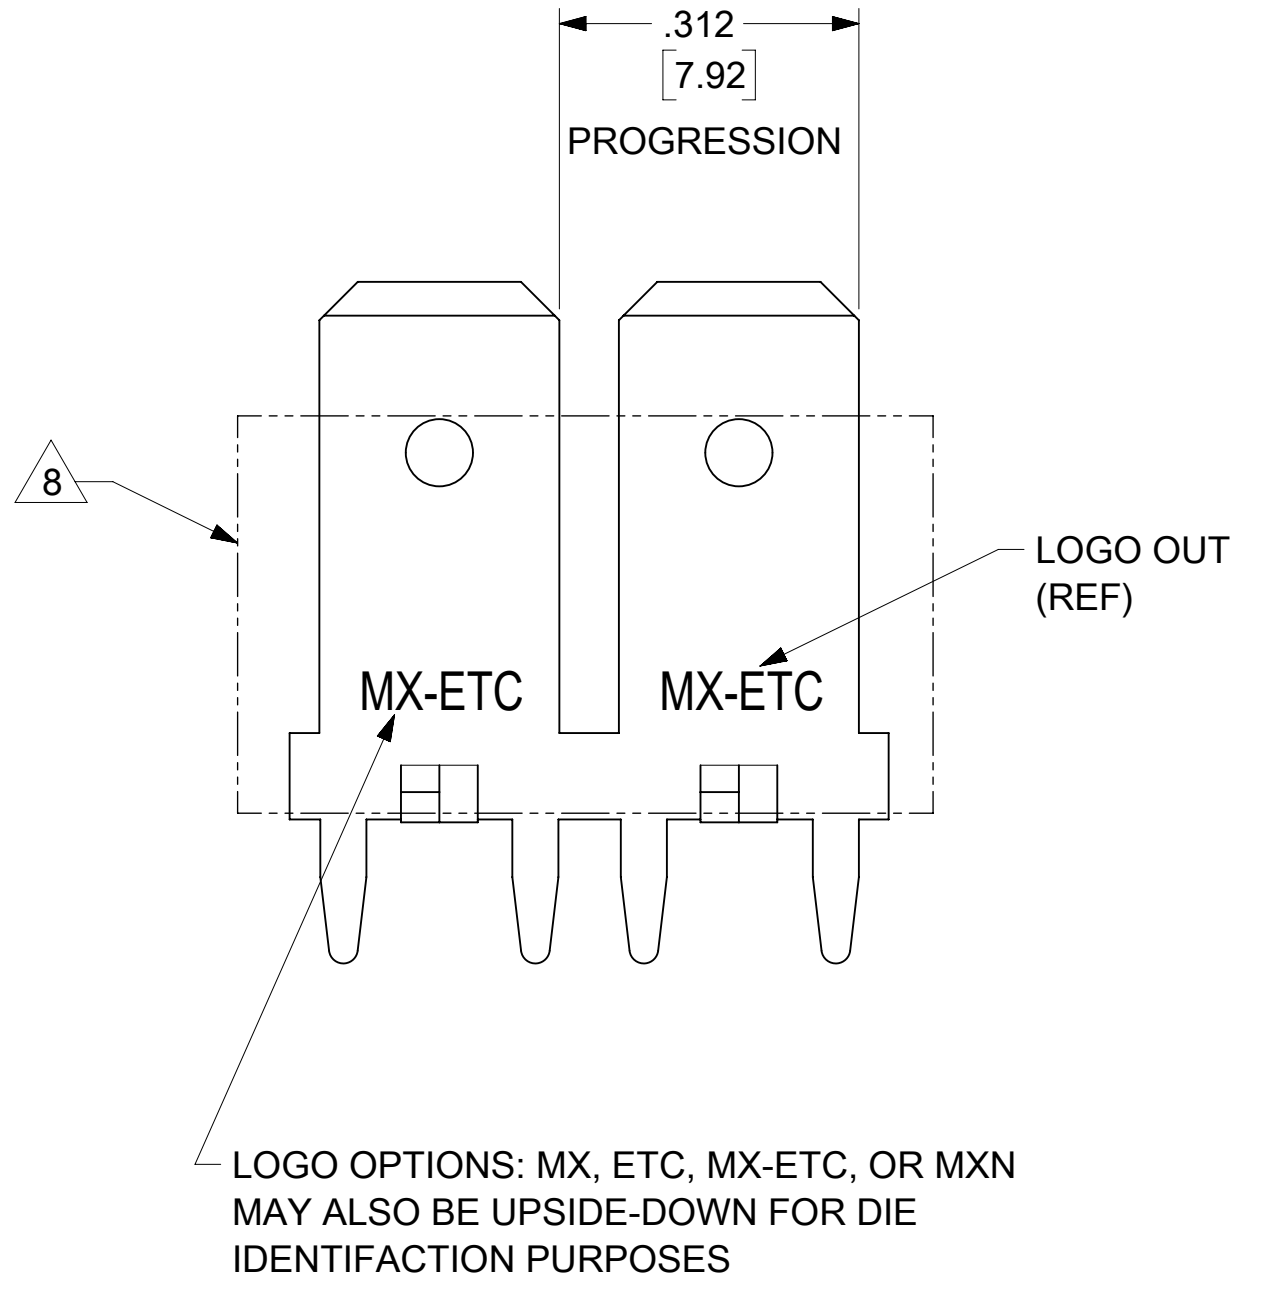 .312
[7.92]
PROGRESSION
8
LOGO OUT
(REF)
MX-ETC
MX-ETC
LOGO OPTIONS: MX, ETC, MX-ETC, OR MXN
MAY ALSO BE UPSIDE-DOWN FOR DIE
IDENTIFACTION PURPOSES